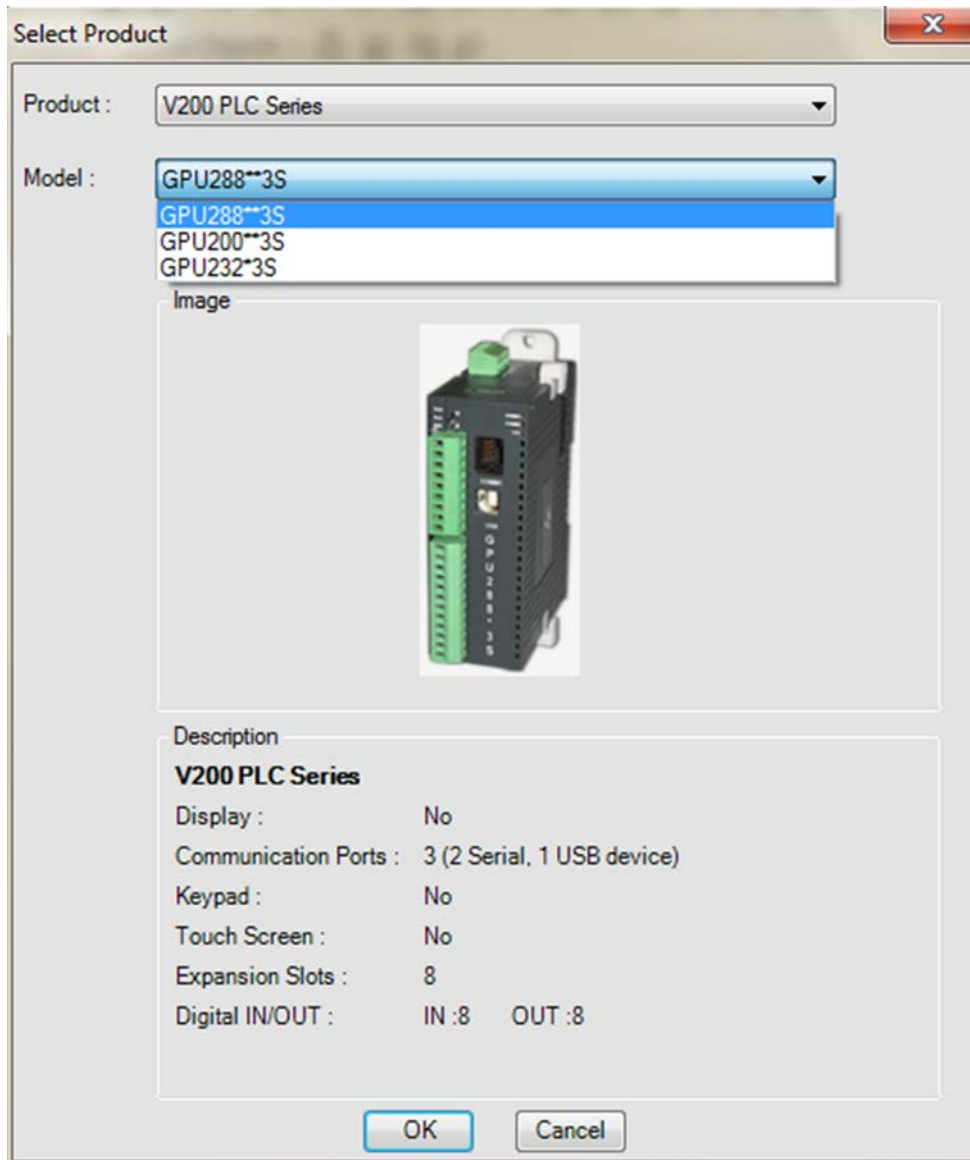 Select Product
Product : V200 PLC Series
Model : GPU288**3S
GPU288**3S
GPU200**3S
GPU232*3S
Image
GPU288*3S
Description
V200 PLC Series
Display : No
Communication Ports : 3 (2 Serial, 1 USB device)
Keypad : No
Touch Screen : No
Expansion Slots : 8
Digital IN/OUT : IN :8 OUT :8
OK Cancel